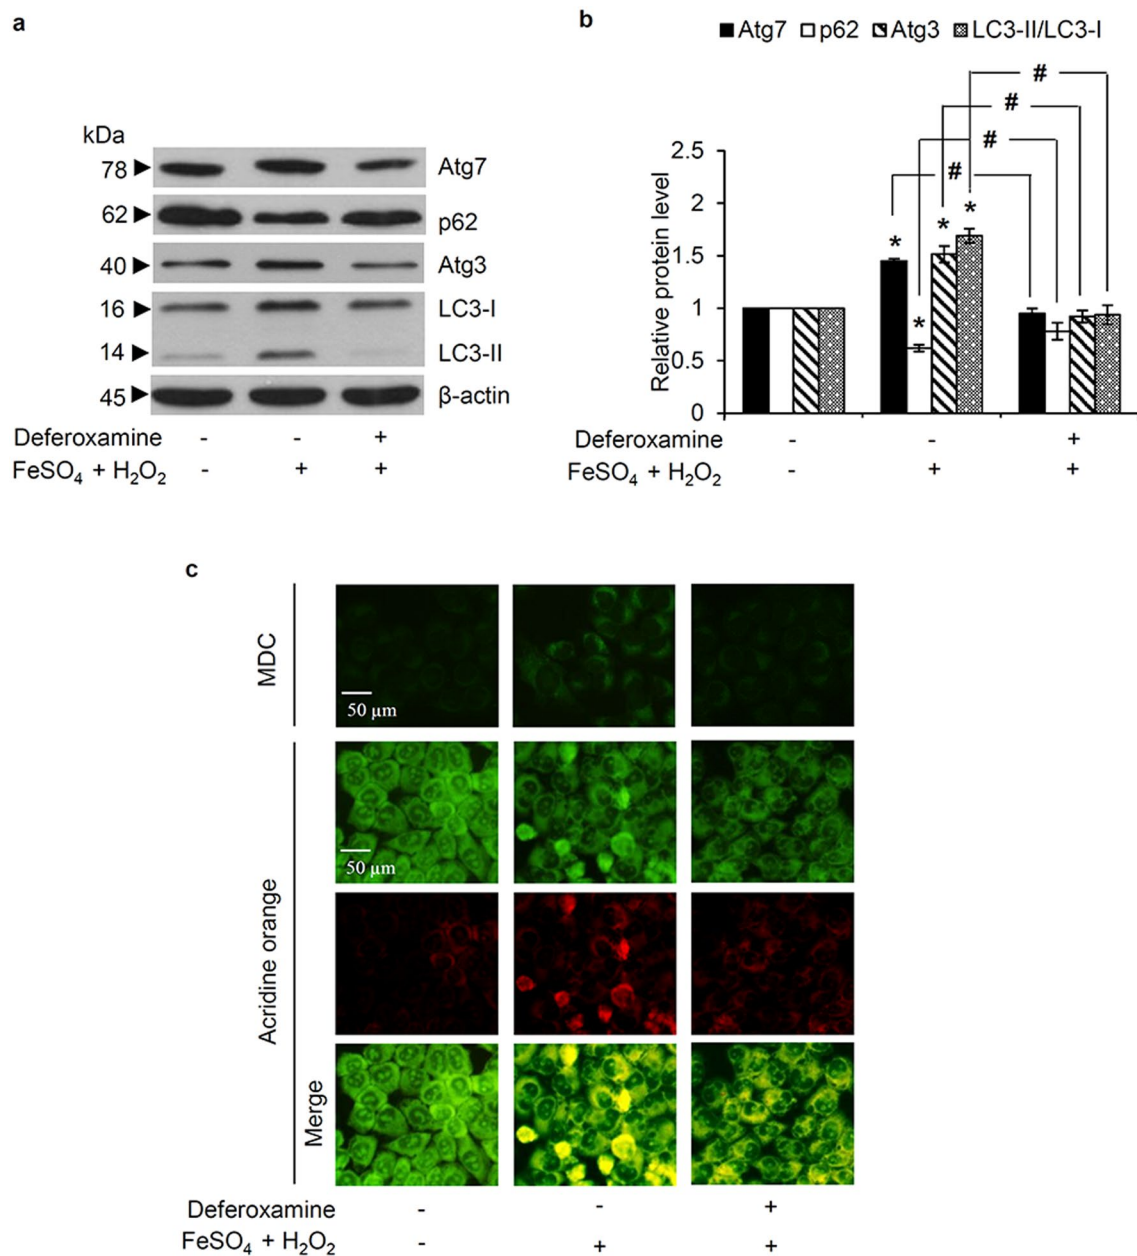 a
kDa
78 Atg7
62 p62
40 Atg3
16 LC3-I
14 LC3-II
45 β-actin
Deferoxamine - - +
FeSO4 + H2O2 - + +
b
Atg7 p62 Atg3 LC3-II/LC3-I
#
#
#
#
Relative protein level
2.5
2
1.5
1
0.5
0
* * * *
Deferoxamine - - +
FeSO4 + H2O2 - + +
c
MDC
50 µm
Acridine orange
50 µm
Merge
Deferoxamine - - +
FeSO4 + H2O2 - + +